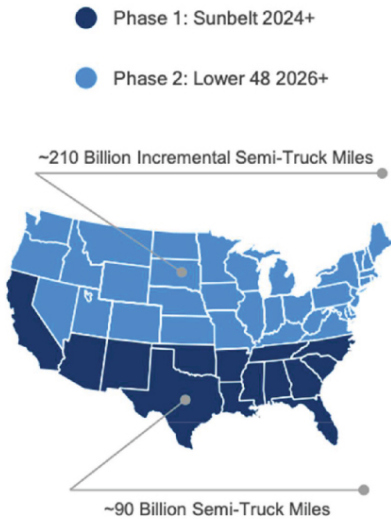 Phase 1: Sunbelt 2024+
Phase 2: Lower 48 2026+
~210 Billion Incremental Semi-Truck Miles
~90 Billion Semi-Truck Miles